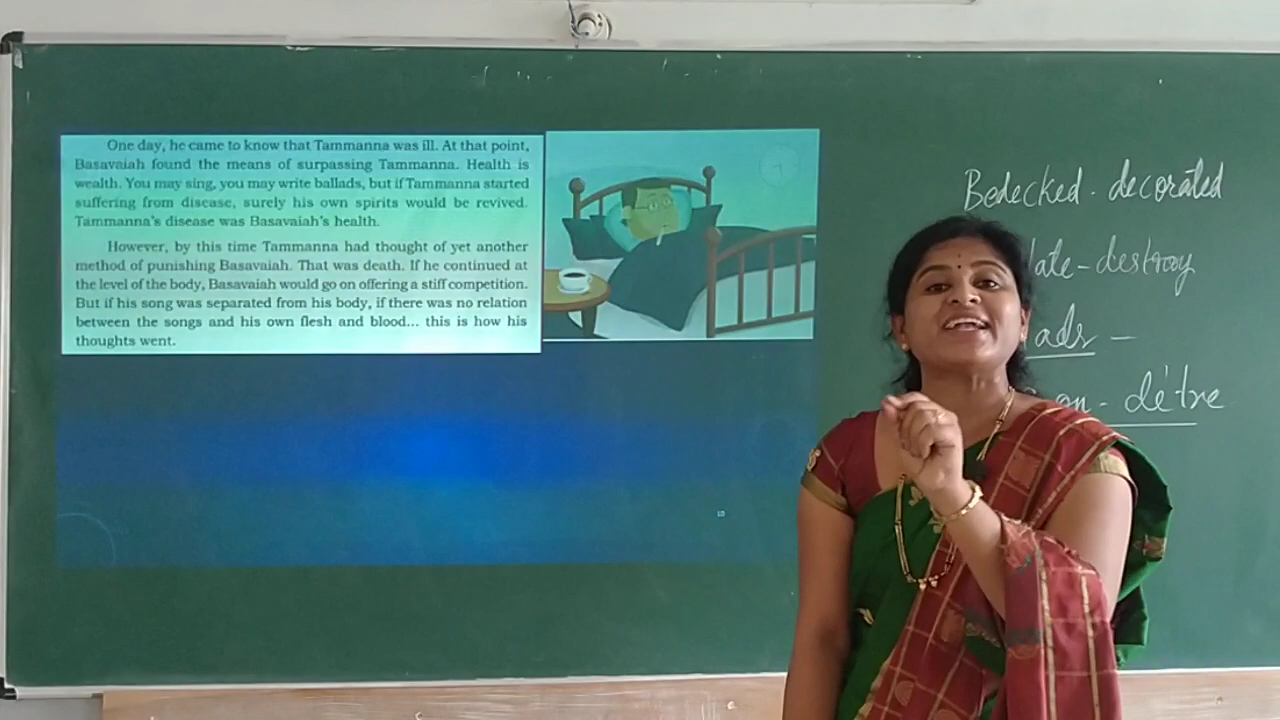 One day, he came to know that Tammanna was ill. At that point,
Basavaiah found the means of surpassing Tammanna. Health is
wealth. You may sing, you may write ballads, but if Tammanna started
suffering from disease, surely his own spirits would be revived.
Tammanna's disease was Basavaiah's health.
However, by this time Tammanna had thought of yet another
method of punishing Basavaiah. That was death. If he continued at
the level of the body, Basavaiah would go on offering a stiff competition.
But if his song was separated from his body, if there was no relation
between the songs and his own flesh and blood... this is how his
thoughts went.
Bedecked - decorated
late - destroy
ads -
on - de'tre